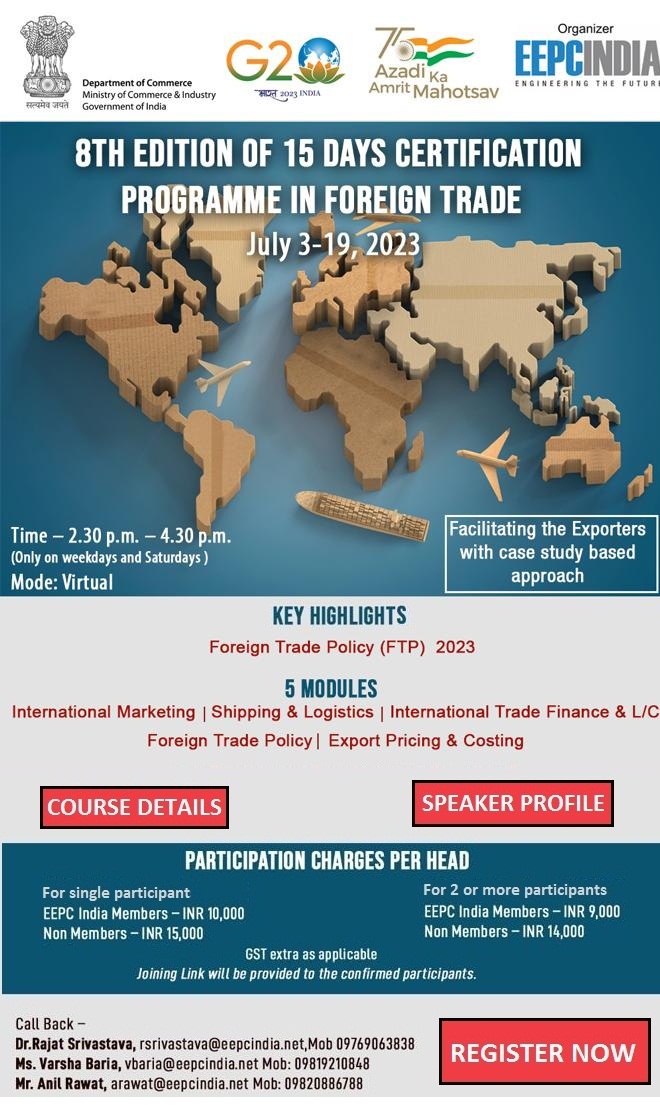 Organizer
सत्यमेव जयते
Department of Commerce
Ministry of Commerce & Industry
Government of India
G20
भारत 2023 INDIA
75
Azadi Ka
Amrit Mahotsav
EEPCINDIA
ENGINEERING THE FUTURE
8TH EDITION OF 15 DAYS CERTIFICATION
PROGRAMME IN FOREIGN TRADE
July 3-19, 2023
Time – 2.30 p.m. – 4.30 p.m.
(Only on weekdays and Saturdays )
Mode: Virtual
Facilitating the Exporters
with case study based
approach
KEY HIGHLIGHTS
Foreign Trade Policy (FTP) 2023
5 MODULES
International Marketing | Shipping & Logistics | International Trade Finance & L/C
Foreign Trade Policy | Export Pricing & Costing
COURSE DETAILS
SPEAKER PROFILE
PARTICIPATION CHARGES PER HEAD
For single participant
EEPC India Members – INR 10,000
Non Members – INR 15,000
For 2 or more participants
EEPC India Members – INR 9,000
Non Members – INR 14,000
GST extra as applicable
Joining Link will be provided to the confirmed participants.
Call Back –
Dr.Rajat Srivastava, rsrivastava@eepcindia.net,Mob 09769063838
Ms. Varsha Baria, vbaria@eepcindia.net Mob: 09819210848
Mr. Anil Rawat, arawat@eepcindia.net Mob: 09820886788
REGISTER NOW